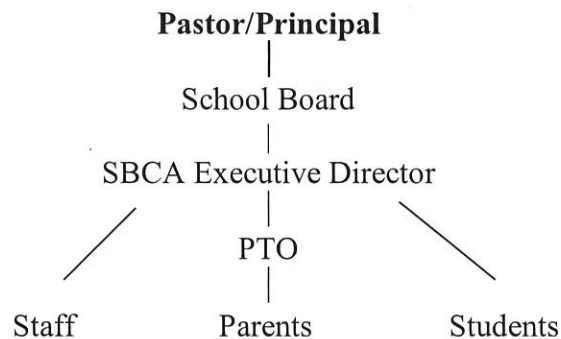 Pastor/Principal
School Board
SBCA Executive Director
PTO
Staff Parents Students